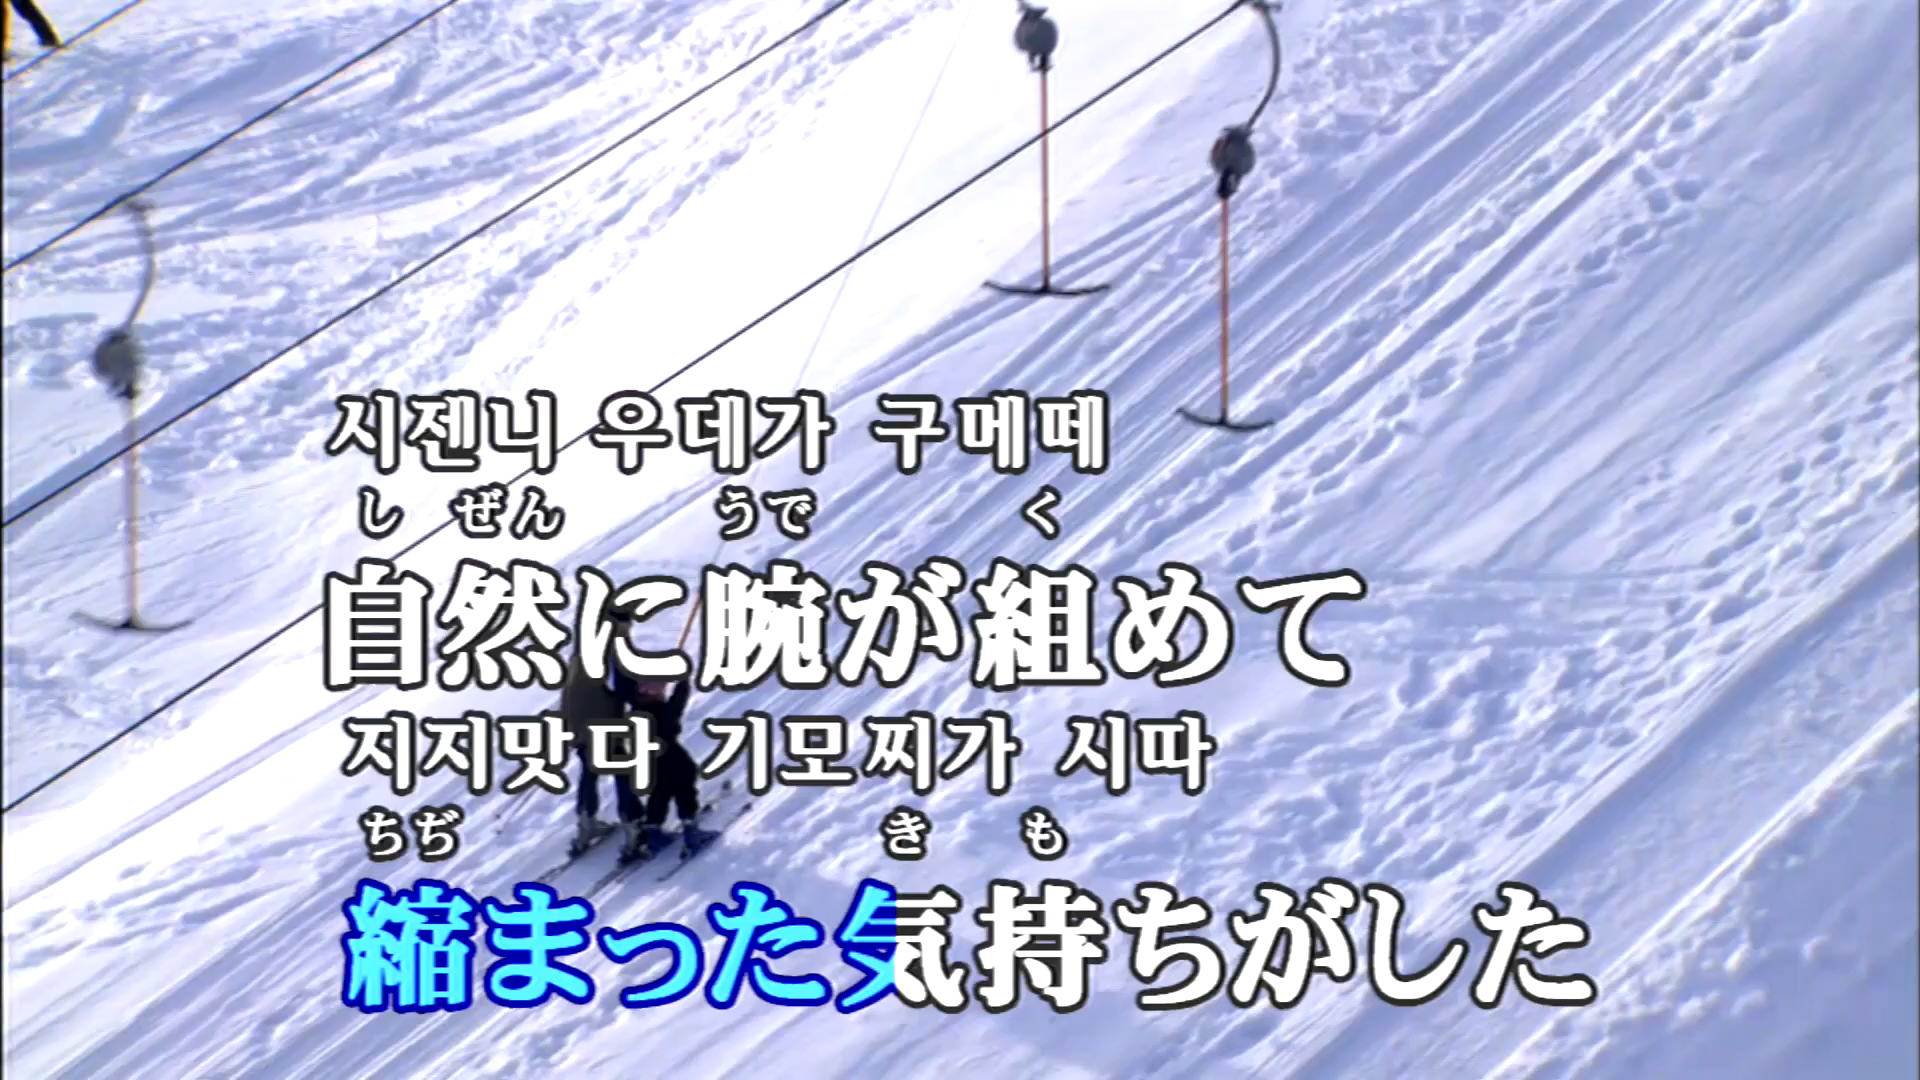 시젠니 우데가 구메떼
し ぜん うで く
自然に腕が組めて
지지맛다 기모찌가 시따
ちぢ き も
縮まった気持ちがした